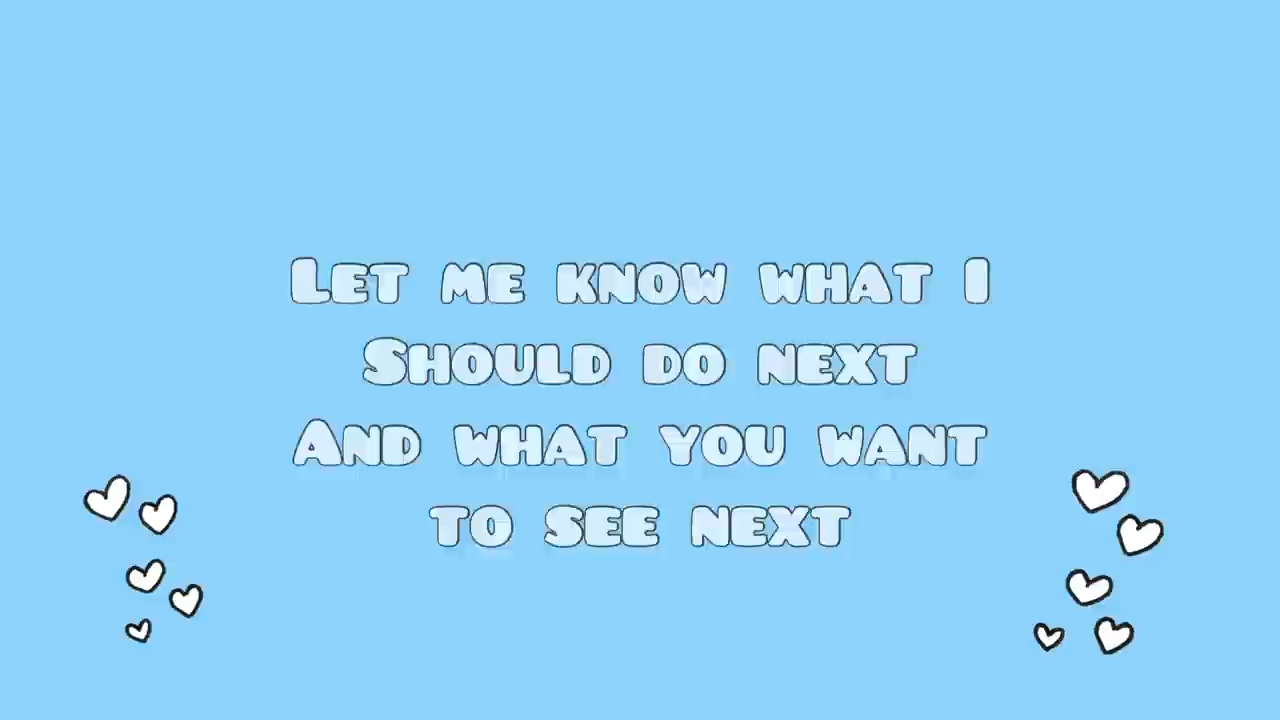 Let me know what I
Should do next
And what you want
to see next